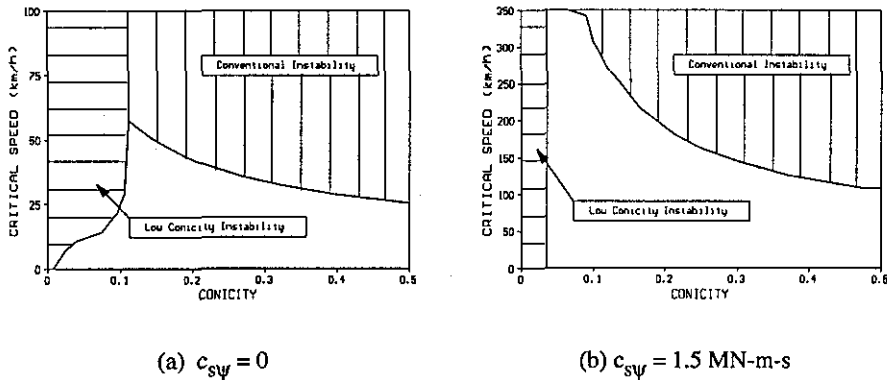 CRITICAL SPEED (km/h)
100
75
50
25
0
Conventional Instability
Low Conicity Instability
0
0.1
0.2
0.3
0.4
0.5
CONICITY
(a) c_sψ = 0
CRITICAL SPEED (km/h)
350
300
250
200
150
100
50
0
Conventional Instability
Low Conicity Instability
0
0.1
0.2
0.3
0.4
0.5
CONICITY
(b) c_sψ = 1.5 MN-m-s